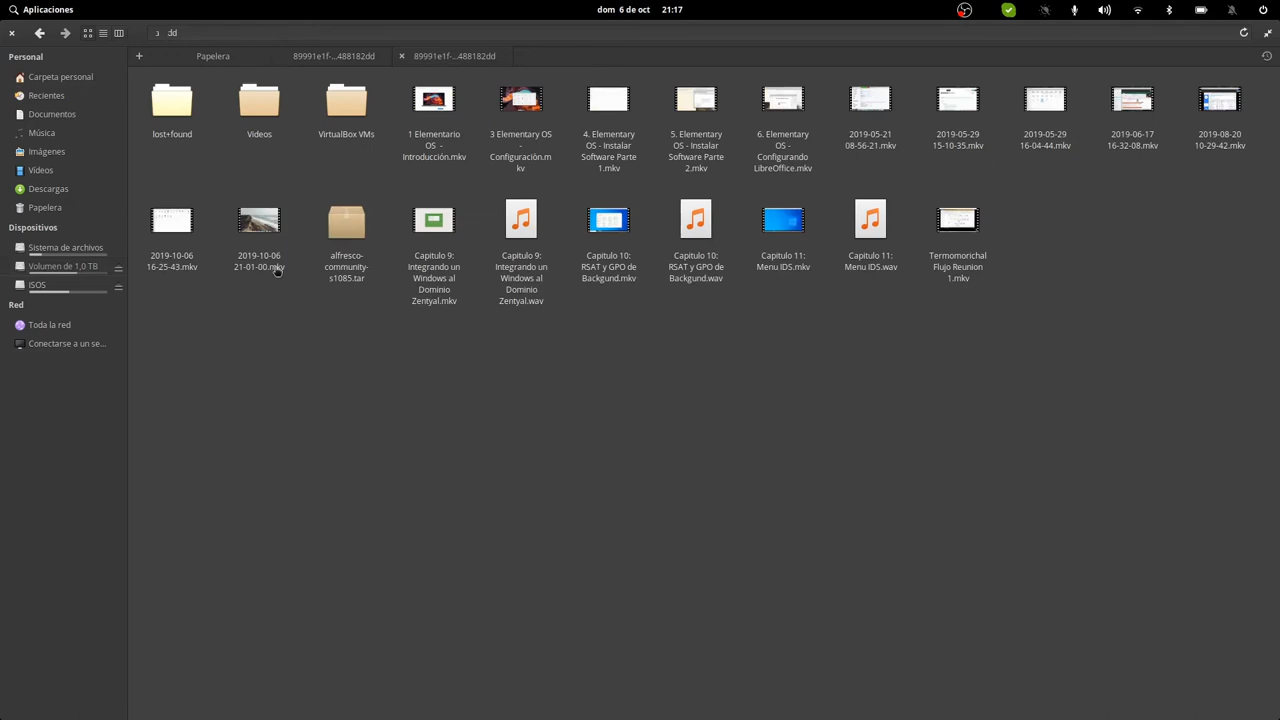 Aplicaciones
dom 6 de oct 21:17
dd
Personal
Carpeta personal
Recientes
Documentos
Música
Imágenes
Vídeos
Descargas
Papelera
Dispositivos
Sistema de archivos
Volumen de 1,0 TB
ISOS
Red
Toda la red
Conectarse a un se...
Papelera
89991e1f-...488182dd
89991e1f-...488182dd
lost+found
Videos
VirtualBox VMs
1 Elementario
OS -
Introducción.mkv
3 Elementary OS
-
Configuraciòn.m
kv
4. Elementary
OS - Instalar
Software Parte
1.mkv
5. Elementary
OS - Instalar
Software Parte
2.mkv
6. Elementary
OS -
Configurando
LibreOffice.mkv
2019-05-21
08-56-21.mkv
2019-05-29
15-10-35.mkv
2019-05-29
16-04-44.mkv
2019-06-17
16-32-08.mkv
2019-08-20
10-29-42.mkv
2019-10-06
16-25-43.mkv
2019-10-06
21-01-00.mkv
alfresco-
community-
s1085.tar
Capitulo 9:
Integrando un
Windows al
Dominio
Zentyal.mkv
Capitulo 9:
Integrando un
Windows al
Dominio
Zentyal.wav
Capitulo 10:
RSAT y GPO de
Backgund.mkv
Capitulo 10:
RSAT y GPO de
Backgund.wav
Capitulo 11:
Menu IDS.mkv
Capitulo 11:
Menu IDS.wav
Termomorichal
Flujo Reunion
1.mkv